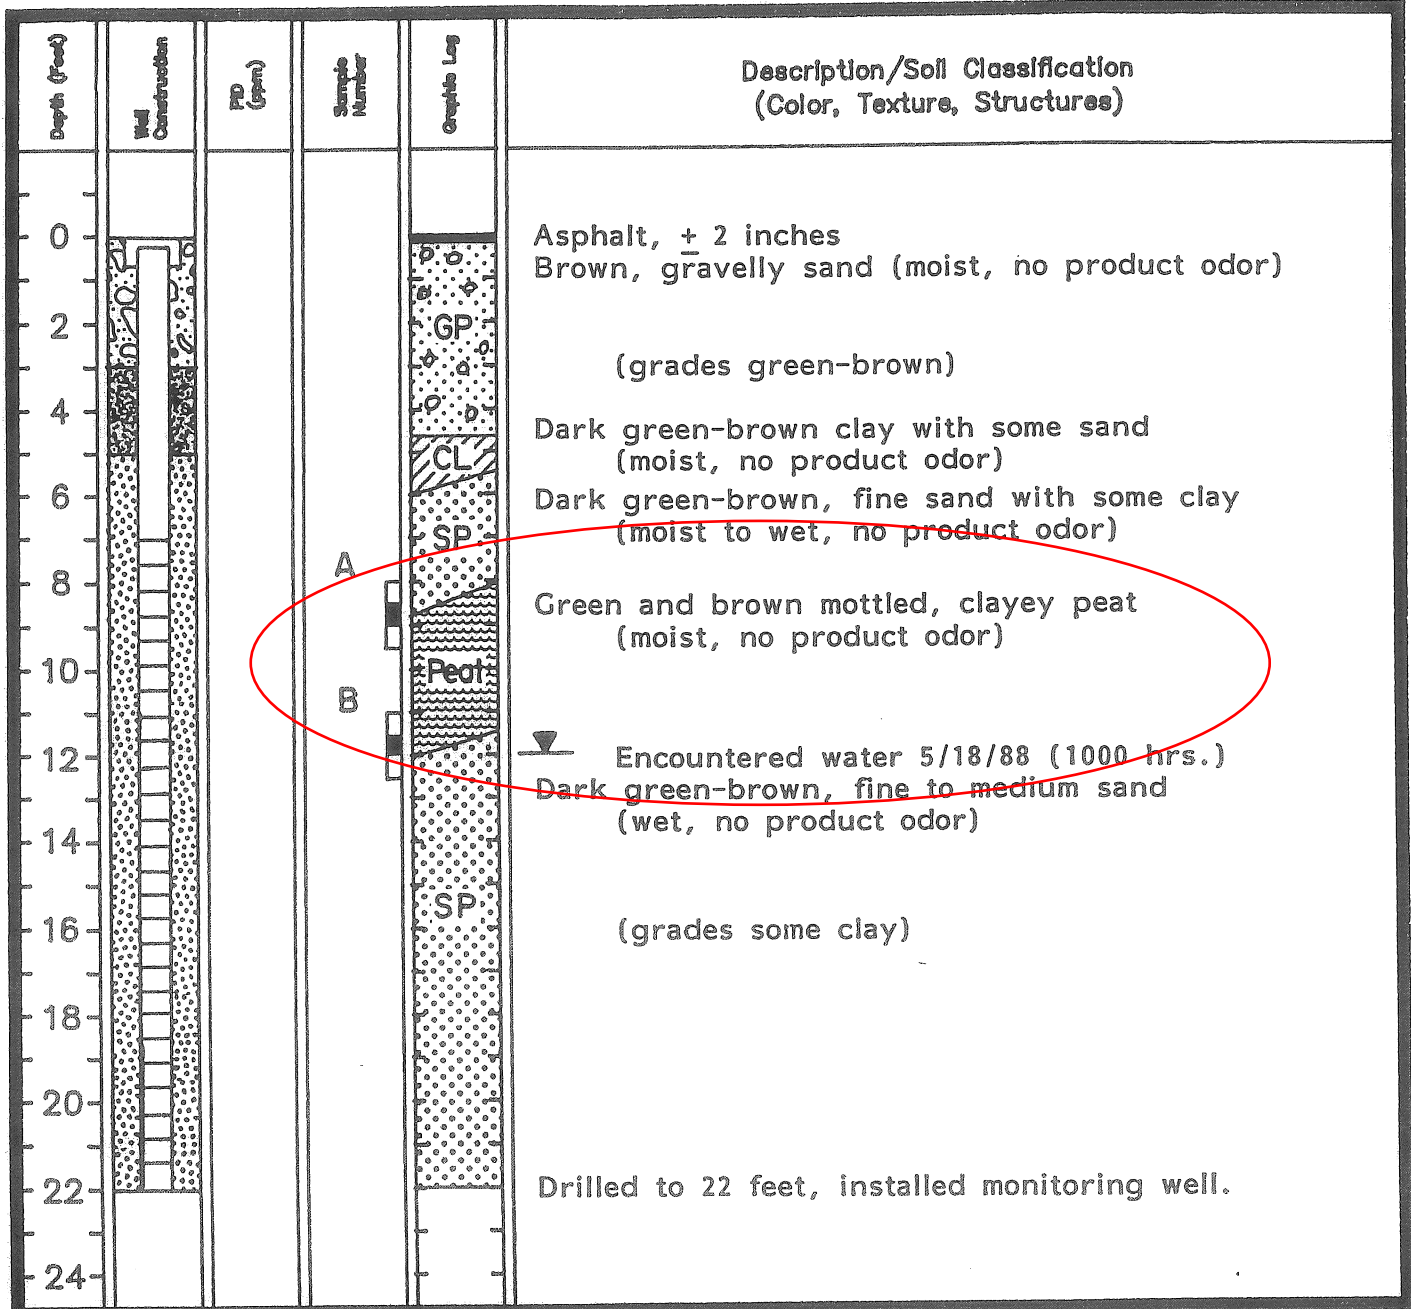 Depth (Feet)
Well Construction
PID (ppm)
Sample Number
Graphic Log
Description/Soil Classification
(Color, Texture, Structures)
0
2
4
6
8
10
12
14
16
18
20
22
24
A
B
GP
CL
SP
Peat
SP
Asphalt, ± 2 inches
Brown, gravelly sand (moist, no product odor)
(grades green-brown)
Dark green-brown clay with some sand
(moist, no product odor)
Dark green-brown, fine sand with some clay
(moist to wet, no product odor)
Green and brown mottled, clayey peat
(moist, no product odor)
Encountered water 5/18/88 (1000 hrs.)
Dark green-brown, fine to medium sand
(wet, no product odor)
(grades some clay)
Drilled to 22 feet, installed monitoring well.